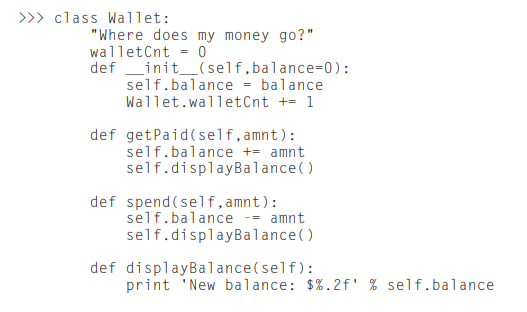 >>> class Wallet:
        "Where does my money go?"
        walletCnt = 0
        def __init__(self,balance=0):
            self.balance = balance
            Wallet.walletCnt += 1

        def getPaid(self,amnt):
            self.balance += amnt
            self.displayBalance()

        def spend(self,amnt):
            self.balance -= amnt
            self.displayBalance()

        def displayBalance(self):
            print 'New balance: $%.2f' % self.balance